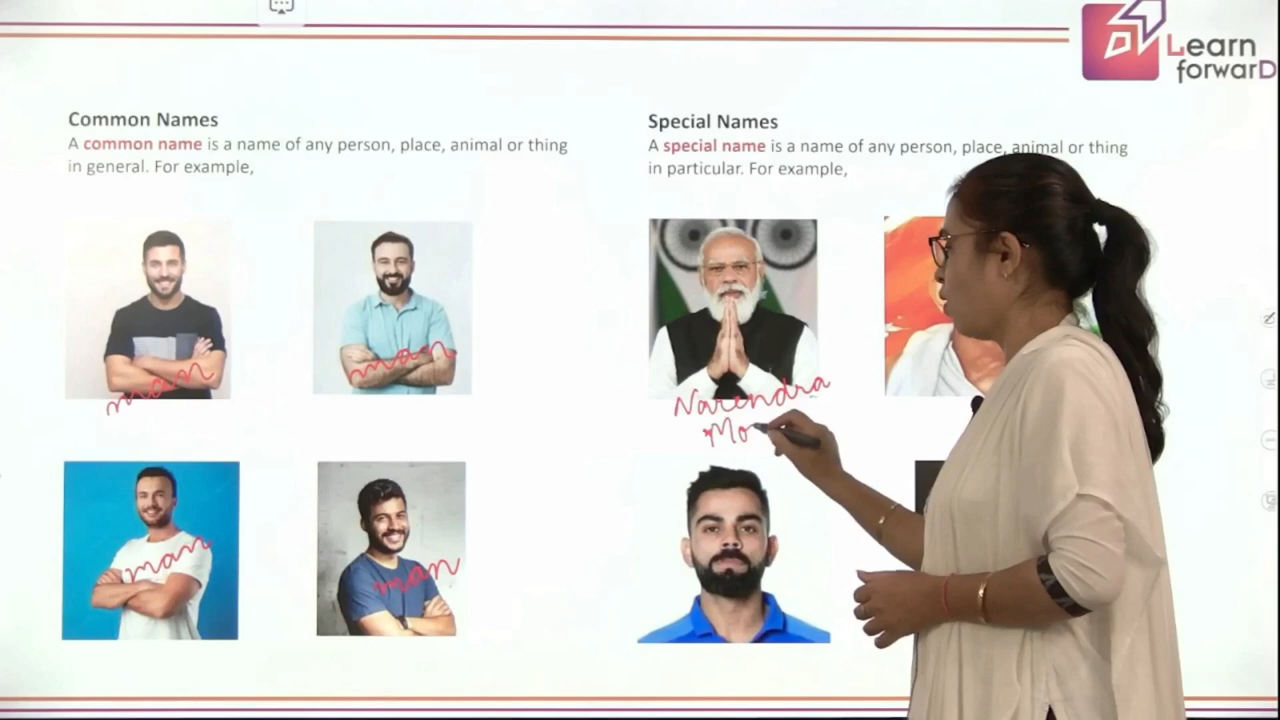 Learn
forwarD
Common Names
A common name is a name of any person, place, animal or thing
in general. For example,
Special Names
A special name is a name of any person, place, animal or thing
in particular. For example,
man
man
Narendra
Mo
man
man